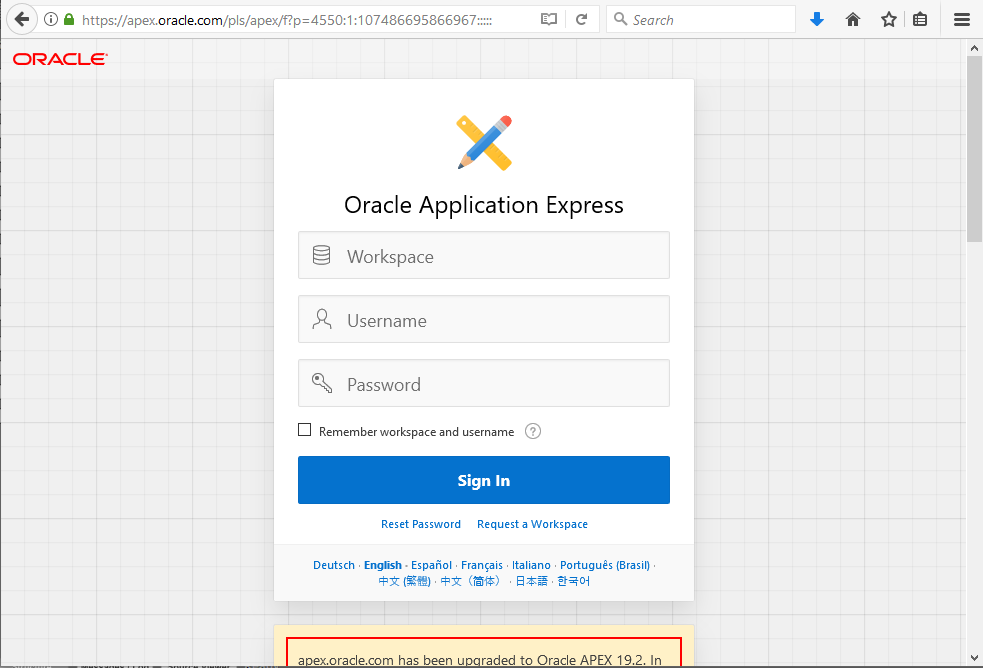 https://apex.oracle.com/pls/apex/f?p=4550:1:107486695866967:::::
Search
ORACLE
Oracle Application Express
Workspace
Username
Password
Remember workspace and username ?
Sign In
Reset Password Request a Workspace
Deutsch · English · Español · Français · Italiano · Português (Brasil) ·
中文 (繁體) · 中文（简体） · 日本語 · 한국어
apex.oracle.com has been upgraded to Oracle APEX 19.2. In